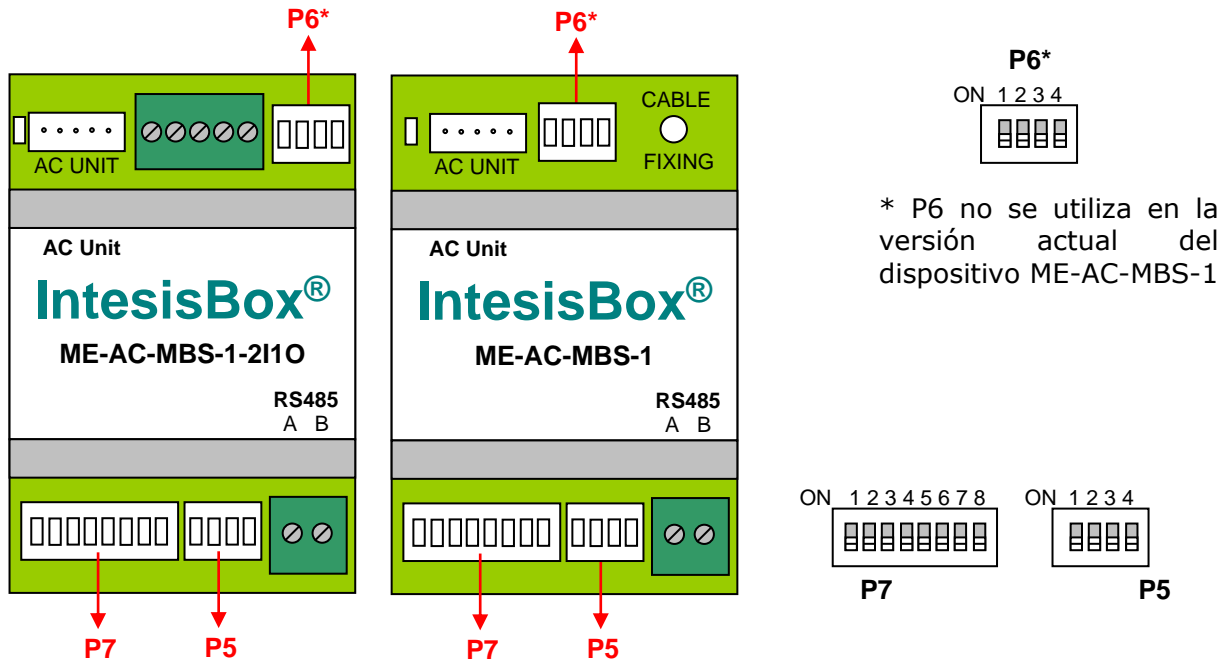 P6*
AC UNIT
AC Unit
IntesisBox®
ME-AC-MBS-1-2I1O
RS485
A B
P7
P5
P6*
CABLE
FIXING
AC UNIT
AC Unit
IntesisBox®
ME-AC-MBS-1
RS485
A B
P7
P5
P6*
ON 1 2 3 4
* P6 no se utiliza en la
versión actual del
dispositivo ME-AC-MBS-1
ON 1 2 3 4 5 6 7 8
P7
ON 1 2 3 4
P5